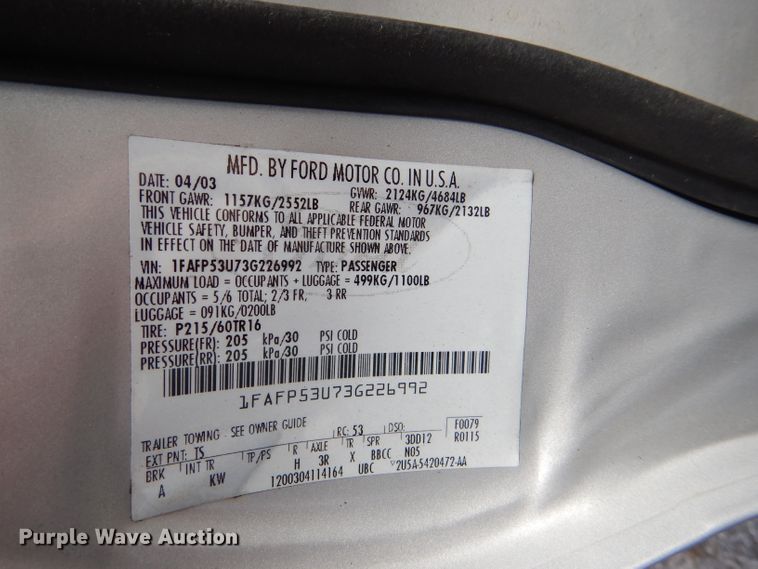 MFD. BY FORD MOTOR CO. IN U.S.A.
DATE: 04/03 GVWR: 2124KG/4684LB
FRONT GAWR: 1157KG/2552LB REAR GAWR: 967KG/2132LB
THIS VEHICLE CONFORMS TO ALL APPLICABLE FEDERAL MOTOR
VEHICLE SAFETY, BUMPER, AND THEFT PREVENTION STANDARDS
IN EFFECT ON THE DATE OF MANUFACTURE SHOWN ABOVE.
VIN: 1FAFP53U73G226992 TYPE: PASSENGER
MAXIMUM LOAD = OCCUPANTS + LUGGAGE = 499KG/1100LB
OCCUPANTS = 5/6 TOTAL; 2/3 FR, 3 RR
LUGGAGE = 091KG/0200LB
TIRE: P215/60TR16
PRESSURE(FR): 205 kPa/30 PSI COLD
PRESSURE(RR): 205 kPa/30 PSI COLD
1FAFP53U73G226992
TRAILER TOWING - SEE OWNER GUIDE RC: 53 DSO: F0079
EXT PNT: TS R AXLE TR SPR 3DD12 R0115
BRK INT TR TP/PS H 3R X BBCC N05
A KW 1200304114164 UBC ▼2U5A-5420472-AA
Purple Wave Auction